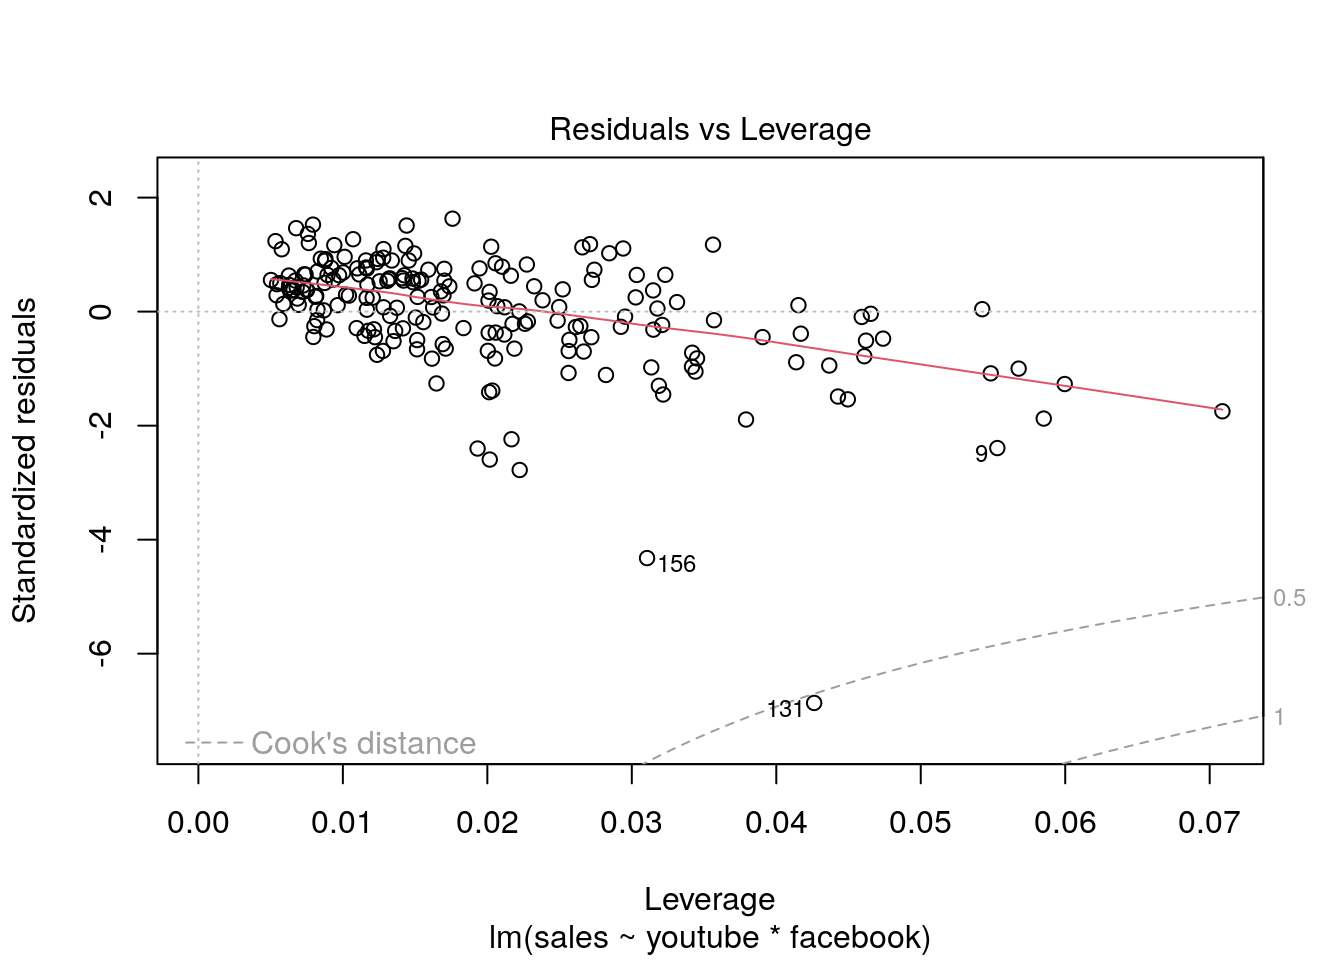 Residuals vs Leverage
Standardized residuals
2
0
-2
-4
-6
9
156
131
0.5
1
Cook's distance
0.00 0.01 0.02 0.03 0.04 0.05 0.06 0.07
Leverage
lm(sales ~ youtube * facebook)